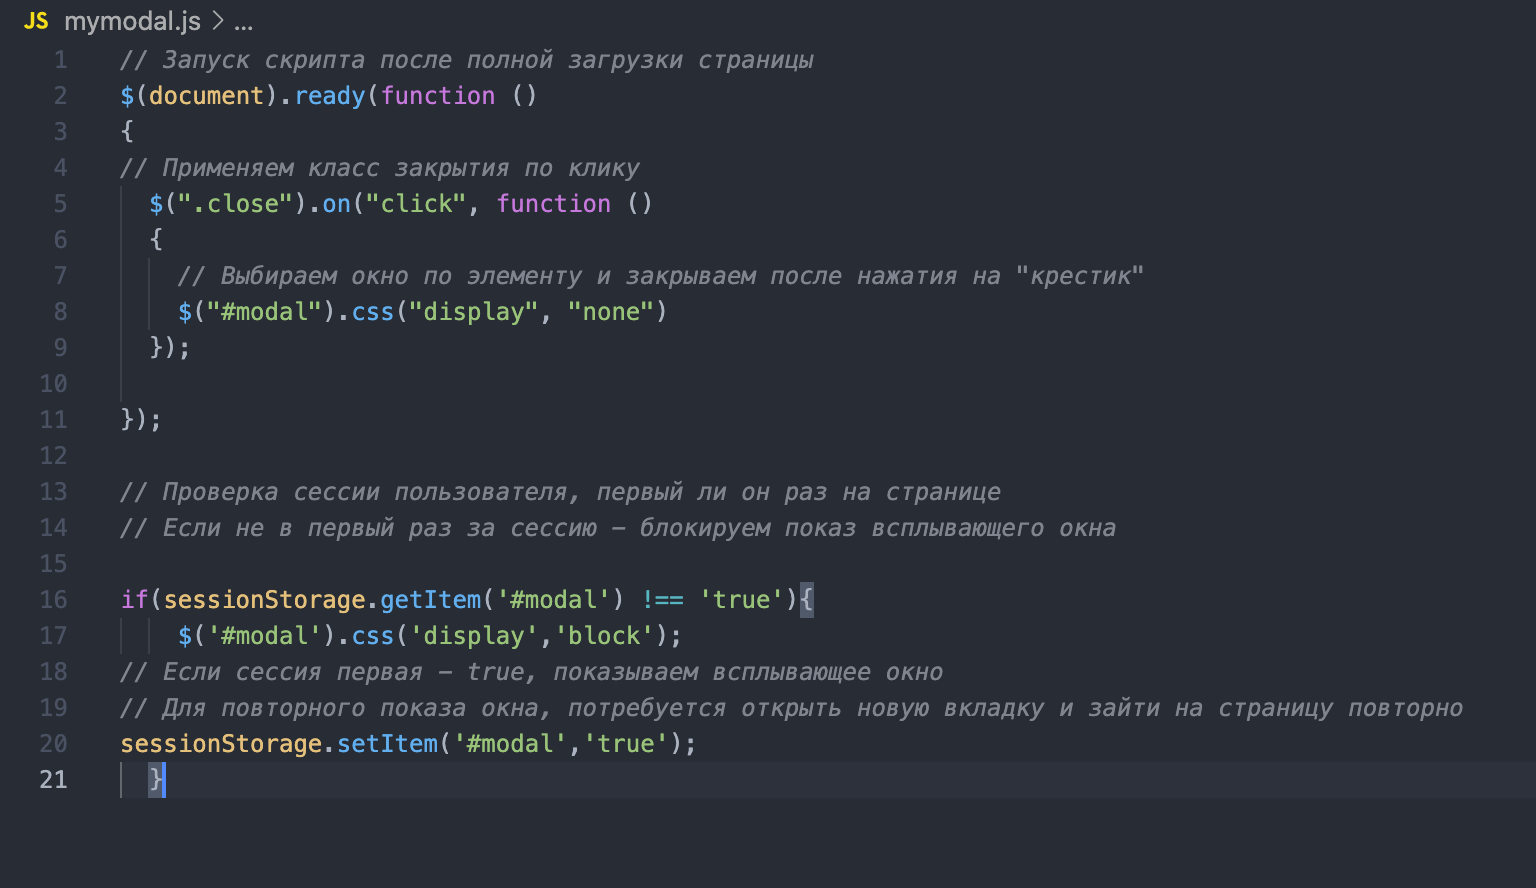 JS mymodal.js > ...
1 // Запуск скрипта после полной загрузки страницы
2 $(document).ready(function ()
3 {
4 // Применяем класс закрытия по клику
5   $(".close").on("click", function ()
6   {
7     // Выбираем окно по элементу и закрываем после нажатия на "крестик"
8     $("#modal").css("display", "none")
9   });
10
11 });
12
13 // Проверка сессии пользователя, первый ли он раз на странице
14 // Если не в первый раз за сессию – блокируем показ всплывающего окна
15
16 if(sessionStorage.getItem('#modal') !== 'true'){
17     $('#modal').css('display','block');
18 // Если сессия первая – true, показываем всплывающее окно
19 // Для повторного показа окна, потребуется открыть новую вкладку и зайти на страницу повторно
20 sessionStorage.setItem('#modal','true');
21   }